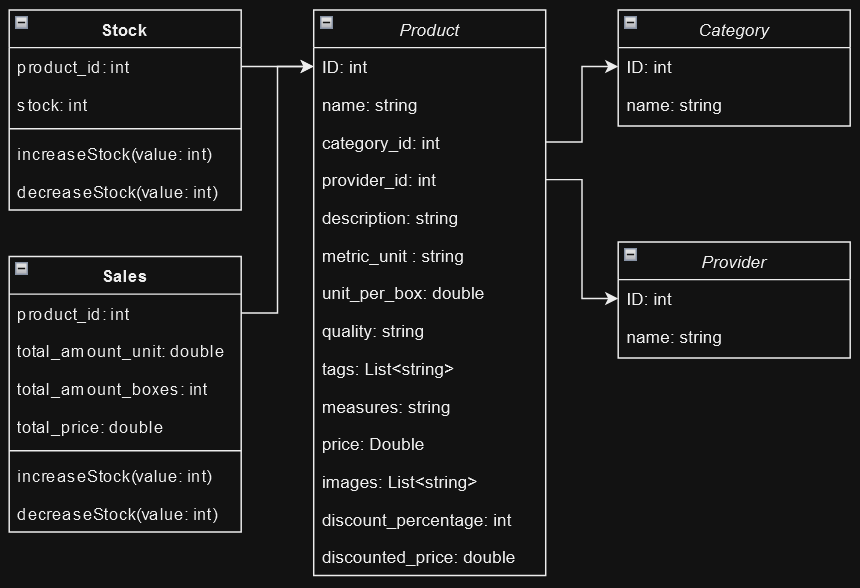 Stock
product_id: int
stock: int
increaseStock(value: int)
decreaseStock(value: int)
Sales
product_id: int
total_amount_unit: double
total_amount_boxes: int
total_price: double
increaseStock(value: int)
decreaseStock(value: int)
Product
ID: int
name: string
category_id: int
provider_id: int
description: string
metric_unit : string
unit_per_box: double
quality: string
tags: List<string>
measures: string
price: Double
images: List<string>
discount_percentage: int
discounted_price: double
Category
ID: int
name: string
Provider
ID: int
name: string